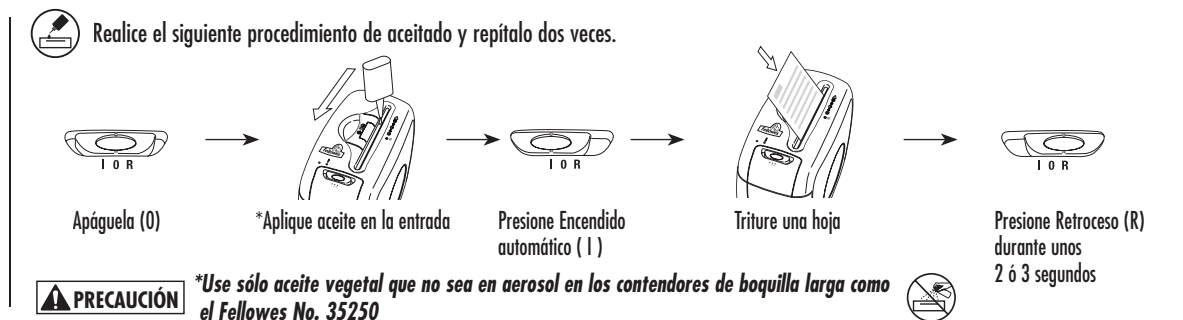 Realice el siguiente procedimiento de aceitado y repítalo dos veces.
I O R
I O R
I O R
Apáguela (O)
*Aplique aceite en la entrada
Presione Encendido
automático ( I )
Triture una hoja
Presione Retroceso (R)
durante unos
2 ó 3 segundos
PRECAUCIÓN
*Use sólo aceite vegetal que no sea en aerosol en los contendores de boquilla larga como
el Fellowes No. 35250